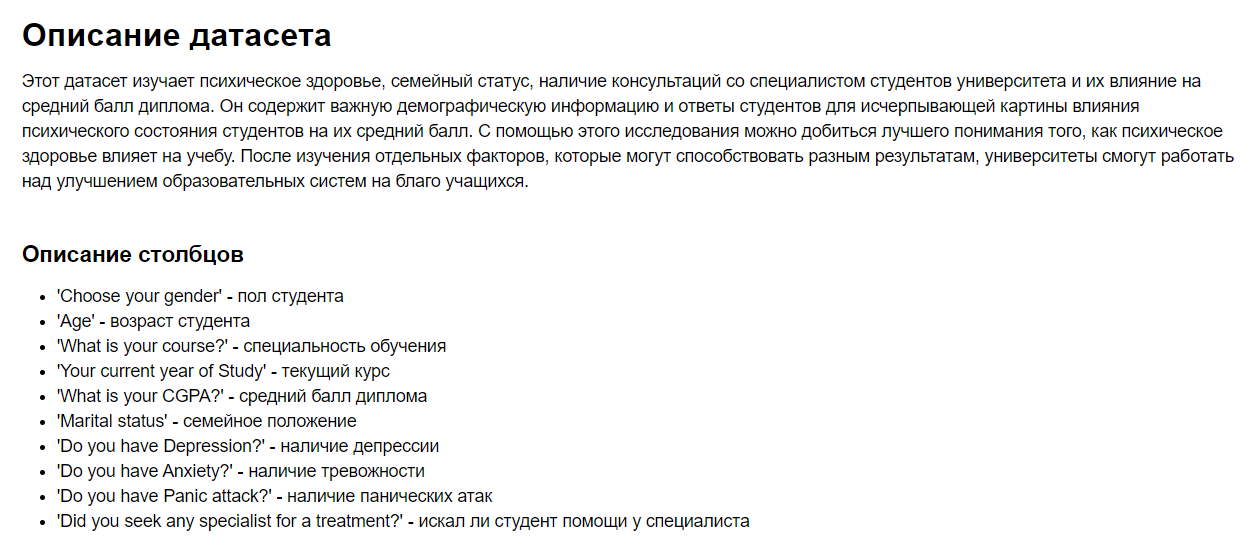 Описание датасета
Этот датасет изучает психическое здоровье, семейный статус, наличие консультаций со специалистом студентов университета и их влияние на
средний балл диплома. Он содержит важную демографическую информацию и ответы студентов для исчерпывающей картины влияния
психического состояния студентов на их средний балл. С помощью этого исследования можно добиться лучшего понимания того, как психическое
здоровье влияет на учебу. После изучения отдельных факторов, которые могут способствовать разным результатам, университеты смогут работать
над улучшением образовательных систем на благо учащихся.
Описание столбцов
• 'Choose your gender' - пол студента
• 'Age' - возраст студента
• 'What is your course?' - специальность обучения
• 'Your current year of Study' - текущий курс
• 'What is your CGPA?' - средний балл диплома
• 'Marital status' - семейное положение
• 'Do you have Depression?' - наличие депрессии
• 'Do you have Anxiety?' - наличие тревожности
• 'Do you have Panic attack?' - наличие панических атак
• 'Did you seek any specialist for a treatment?' - искал ли студент помощи у специалиста